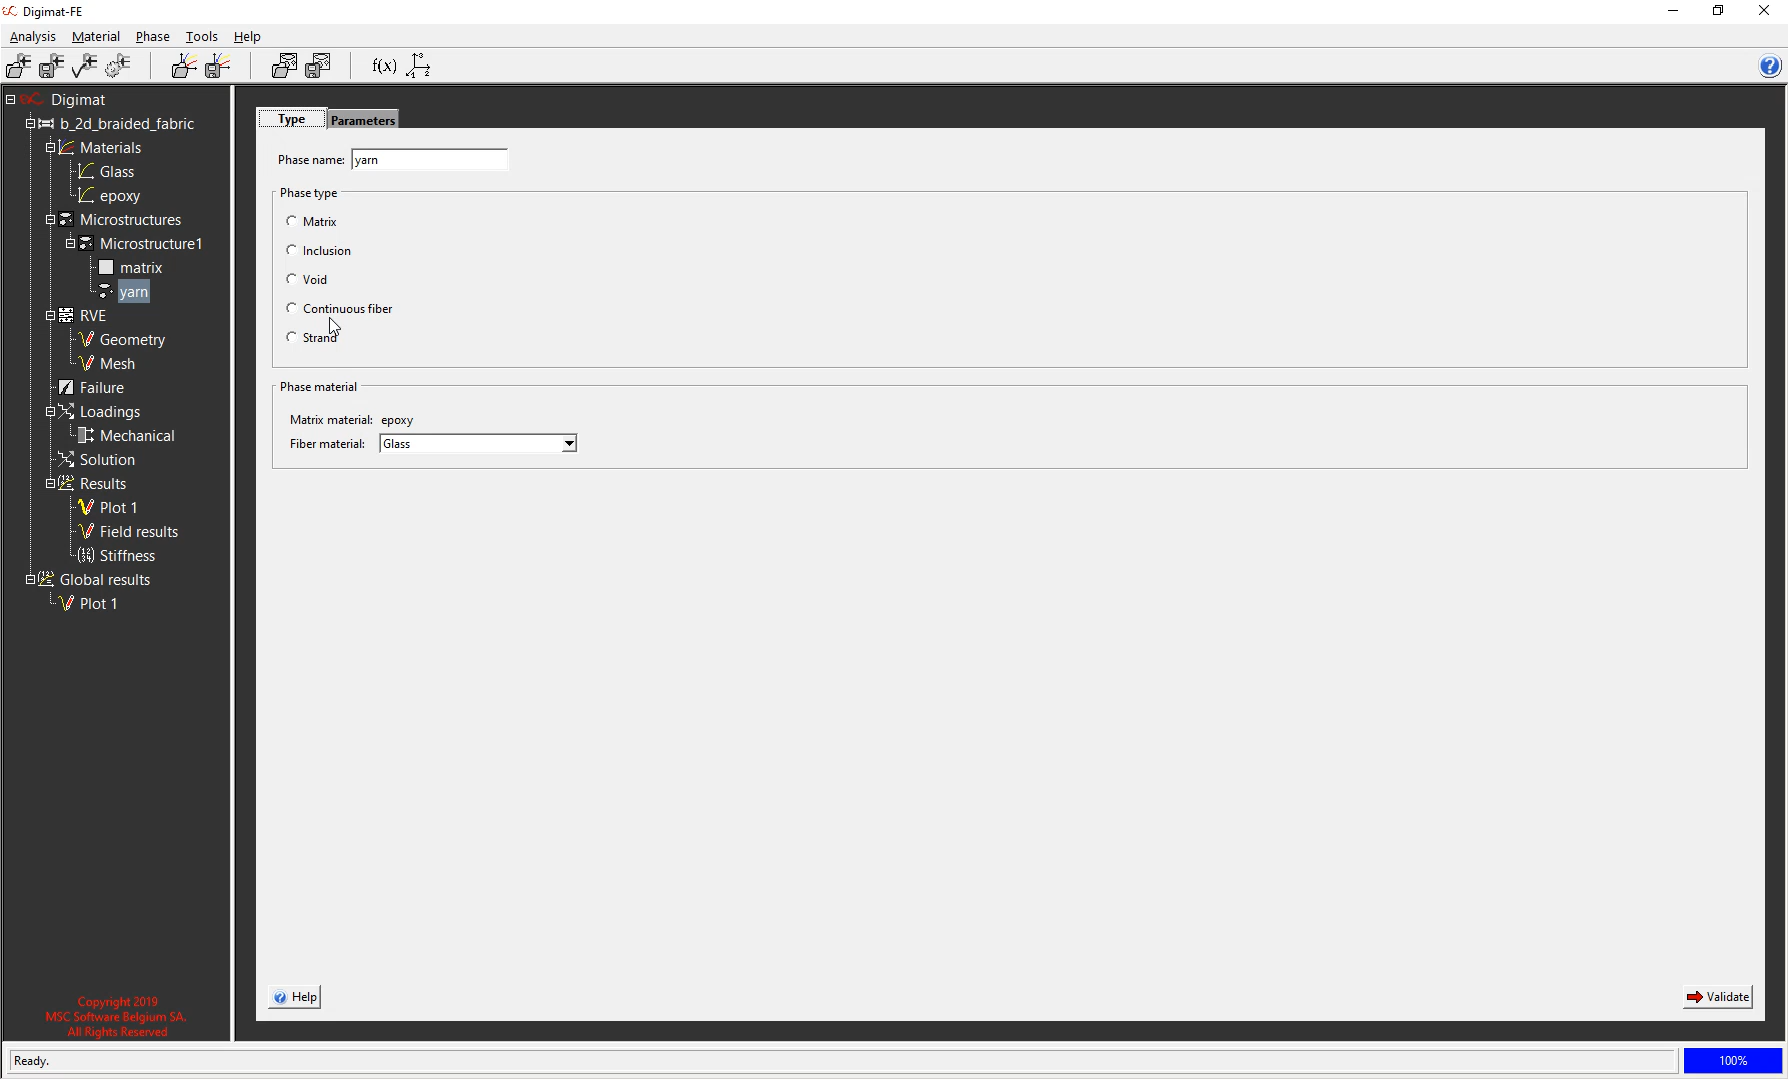 Digimat-FE
Analysis Material Phase Tools Help
f(x)
Digimat
b_2d_braided_fabric
Materials
Glass
epoxy
Microstructures
Microstructure1
matrix
yarn
RVE
Geometry
Mesh
Failure
Loadings
Mechanical
Solution
Results
Plot 1
Field results
Stiffness
Global results
Plot 1
Copyright 2019
MSC Software Belgium SA.
All Rights Reserved
Type Parameters
Phase name: yarn
Phase type
Matrix
Inclusion
Void
Continuous fiber
Strand
Phase material
Matrix material: epoxy
Fiber material: Glass
Help
Validate
Ready.
100%